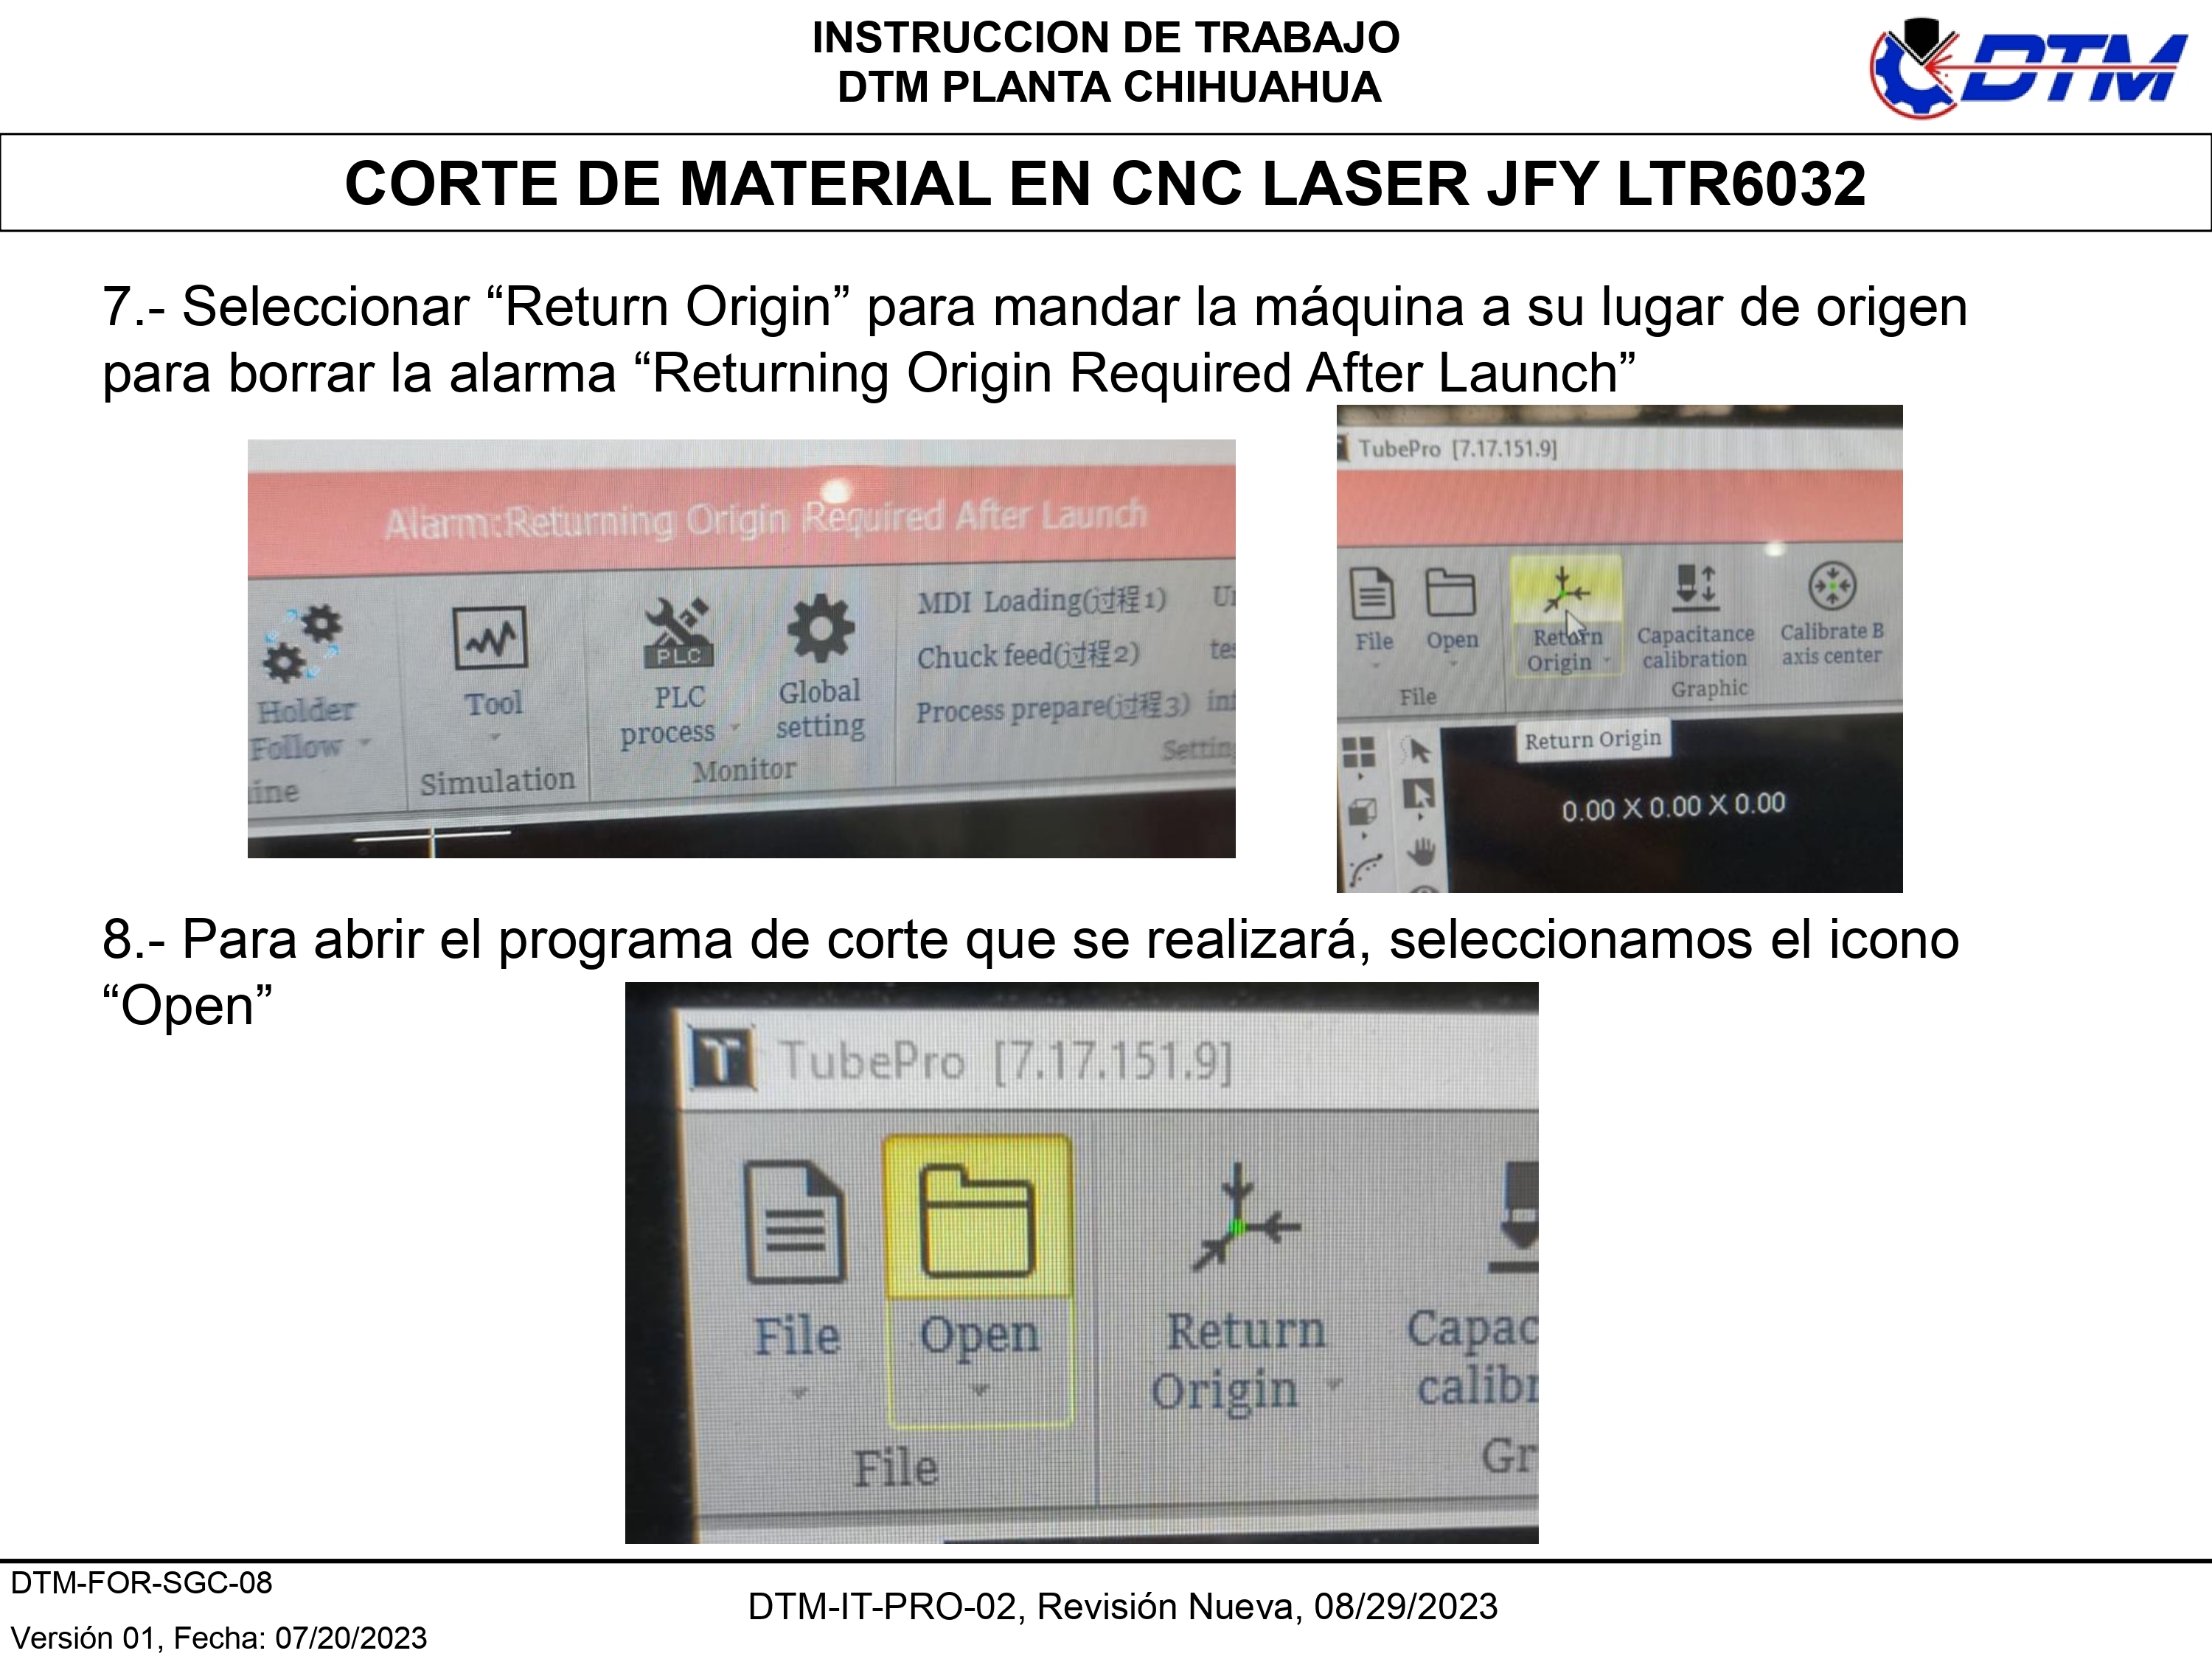 INSTRUCCION DE TRABAJO
DTM PLANTA CHIHUAHUA
DTM
CORTE DE MATERIAL EN CNC LASER JFY LTR6032
7.- Seleccionar “Return Origin” para mandar la máquina a su lugar de origen
para borrar la alarma “Returning Origin Required After Launch”
Alarm:Returning Origin Required After Launch
Holder
Follow
Tool
Simulation
PLC
PLC
process
Global
setting
Monitor
MDI Loading(过程1)
Chuck feed(过程2)
Process prepare(过程3)
TubePro [7.17.151.9]
File
Open
Return
Origin
Capacitance
calibration
Calibrate B
axis center
File
Graphic
Return Origin
0.00 X 0.00 X 0.00
8.- Para abrir el programa de corte que se realizará, seleccionamos el icono
“Open”
T TubePro [7.17.151.9]
File
Open
Return
Origin
Capac
calibr
File
Gr
DTM-FOR-SGC-08
Versión 01, Fecha: 07/20/2023
DTM-IT-PRO-02, Revisión Nueva, 08/29/2023